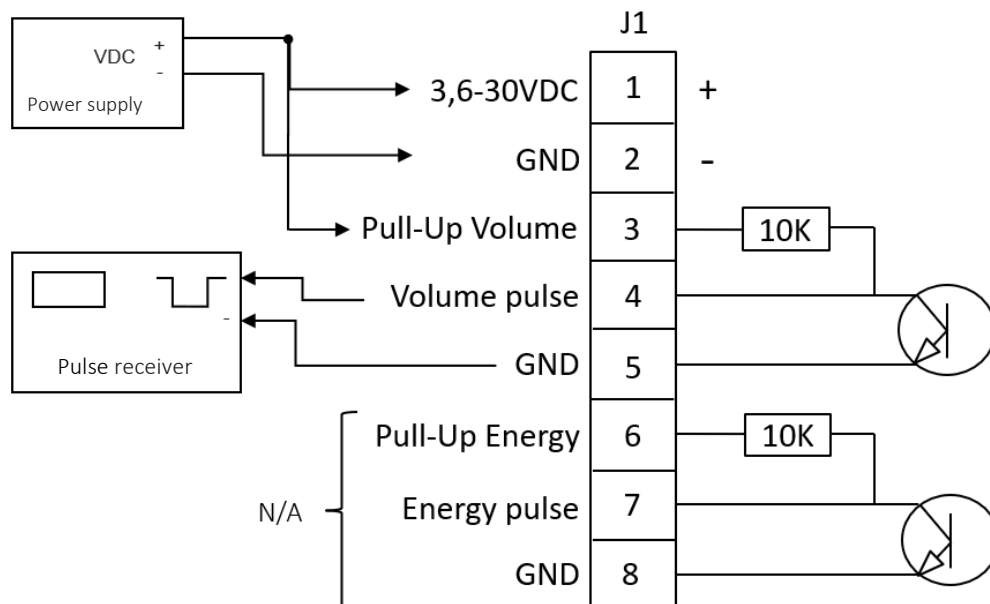 J1
VDC + -
Power supply
3,6-30VDC 1 +
GND 2 -
Pull-Up Volume 3 10K
Volume pulse 4
-
Pulse receiver
GND 5
Pull-Up Energy 6 10K
N/A
Energy pulse 7
GND 8